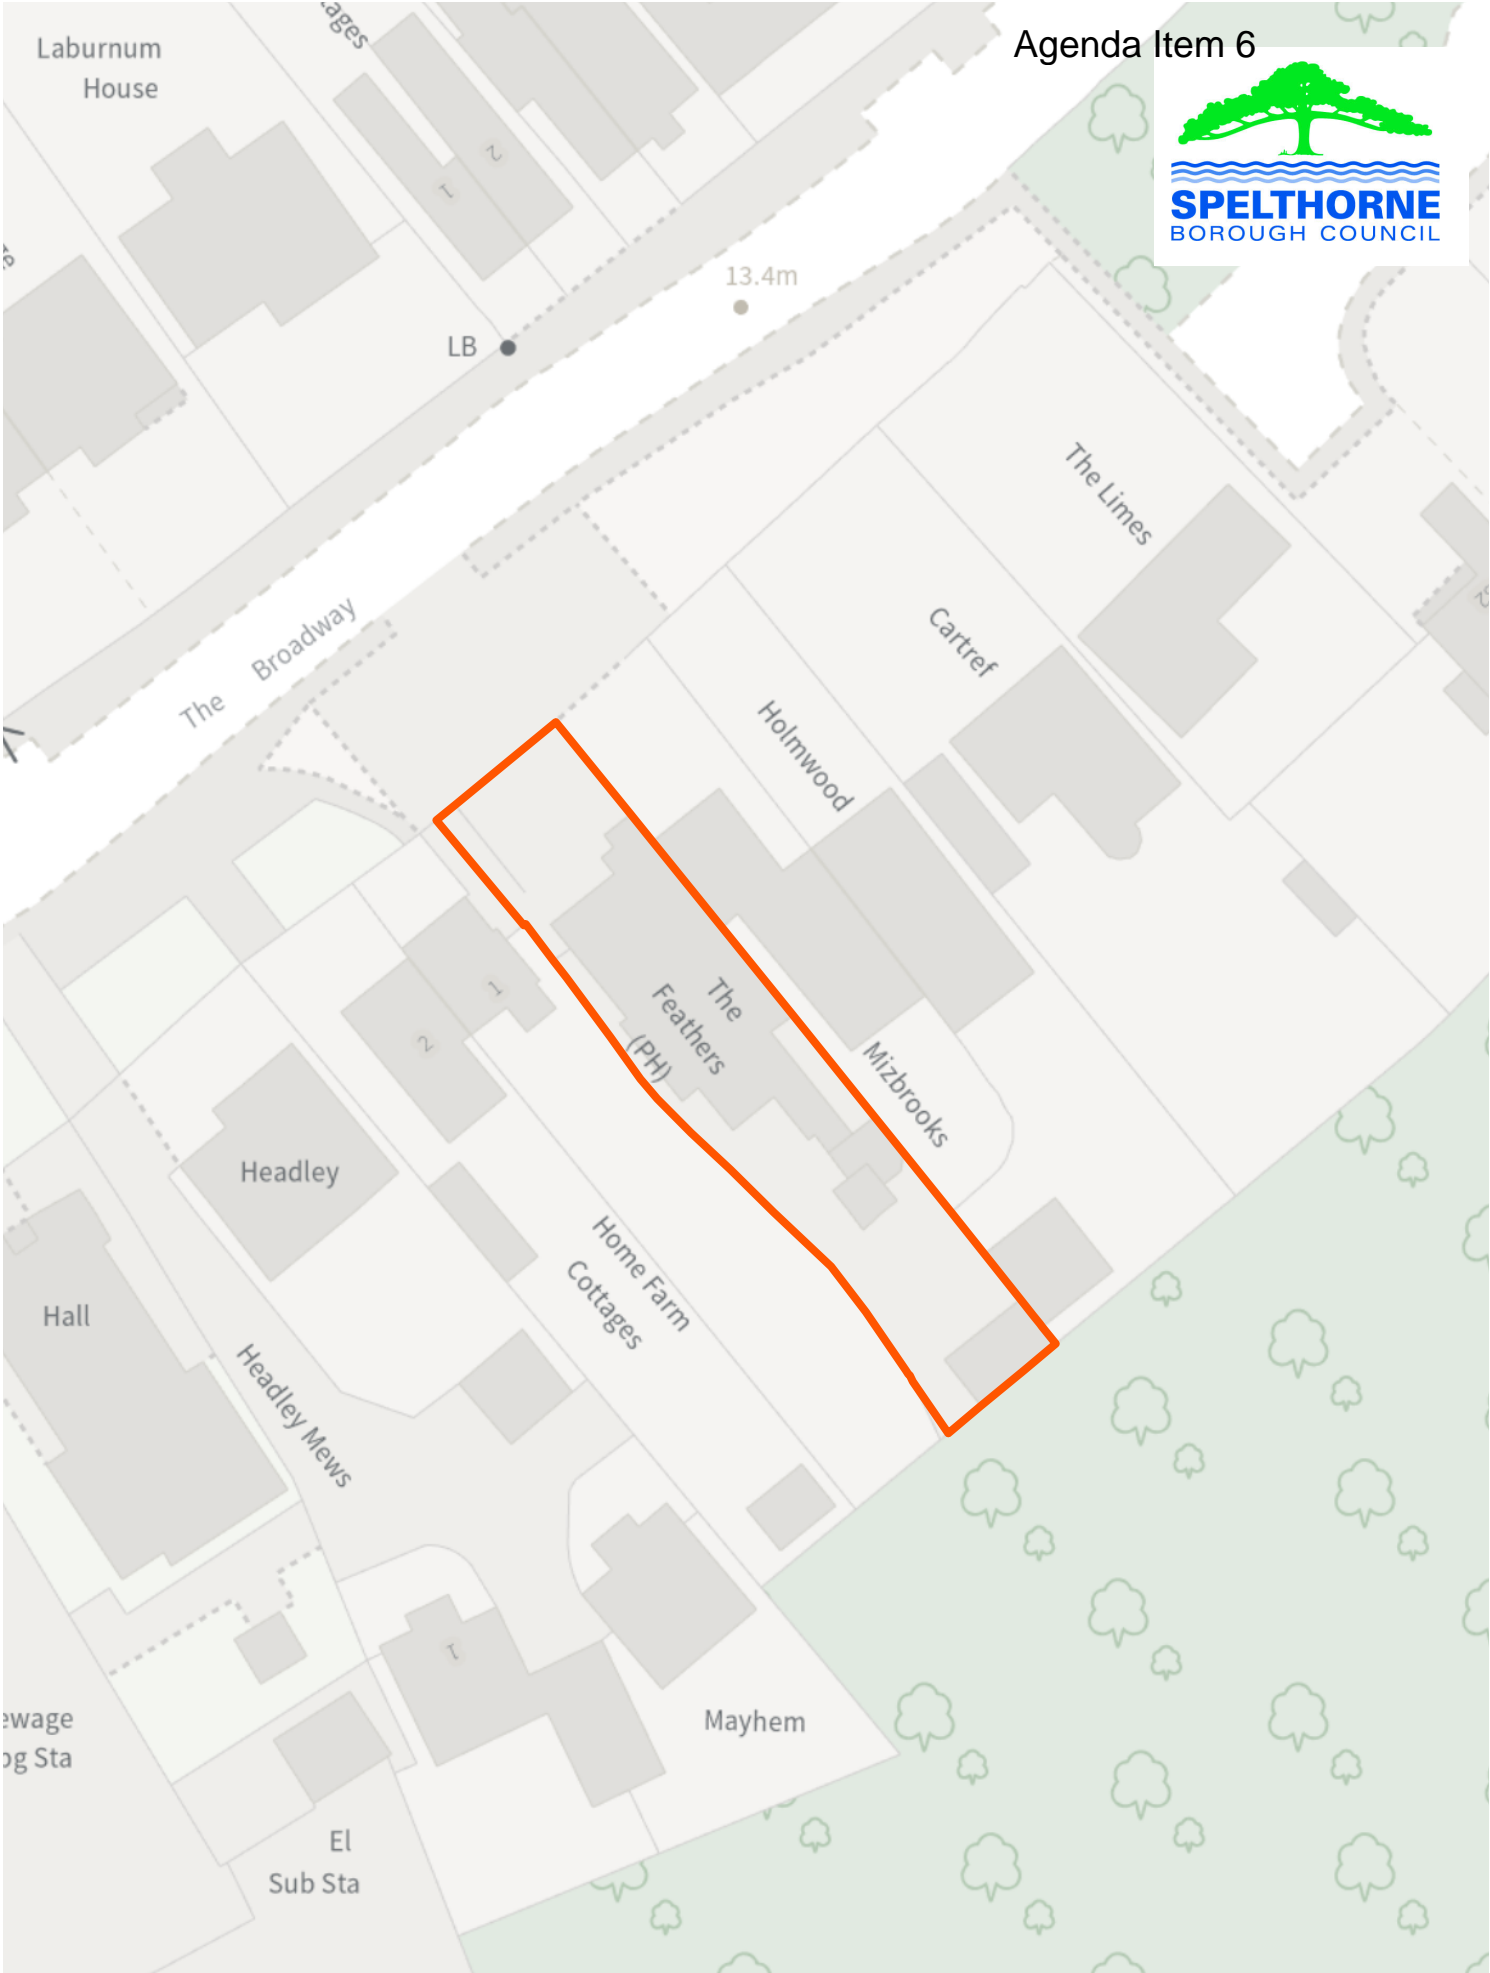 Agenda Item 6
SPELTHORNE
BOROUGH COUNCIL
Laburnum
House
2
1
13.4m
LB
The Broadway
The Limes
Cartref
Holmwood
The
Feathers
(PH)
Mizbrooks
1
2
Headley
Home Farm
Cottages
Hall
Headley Mews
1
Mayhem
El
Sub Sta